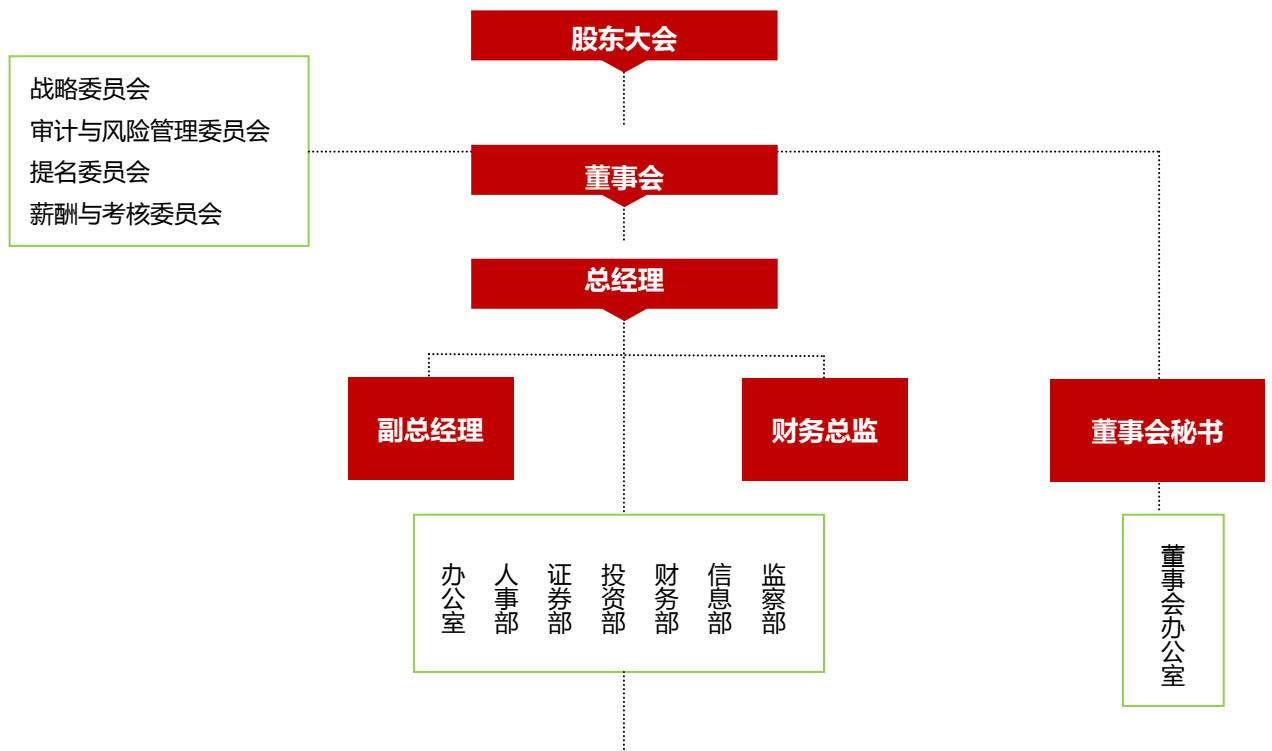 股东大会
战略委员会
审计与风险管理委员会
提名委员会
薪酬与考核委员会
董事会
总经理
副总经理
财务总监
董事会秘书
办公室
人事部
证券部
投资部
财务部
信息部
监察部
董事会办公室